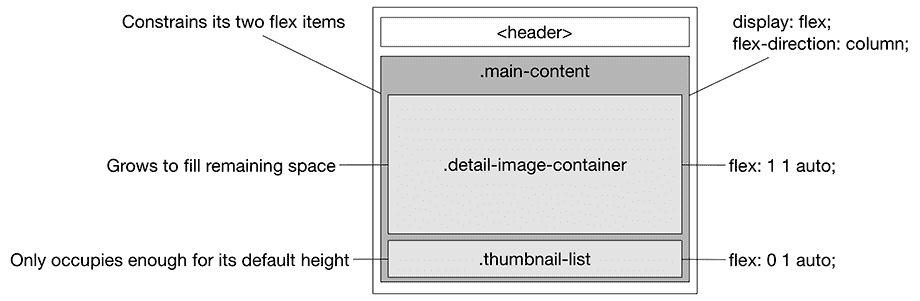 Constrains its two flex items
<header>
display: flex;
flex-direction: column;
.main-content
Grows to fill remaining space
.detail-image-container
flex: 1 1 auto;
Only occupies enough for its default height
.thumbnail-list
flex: 0 1 auto;